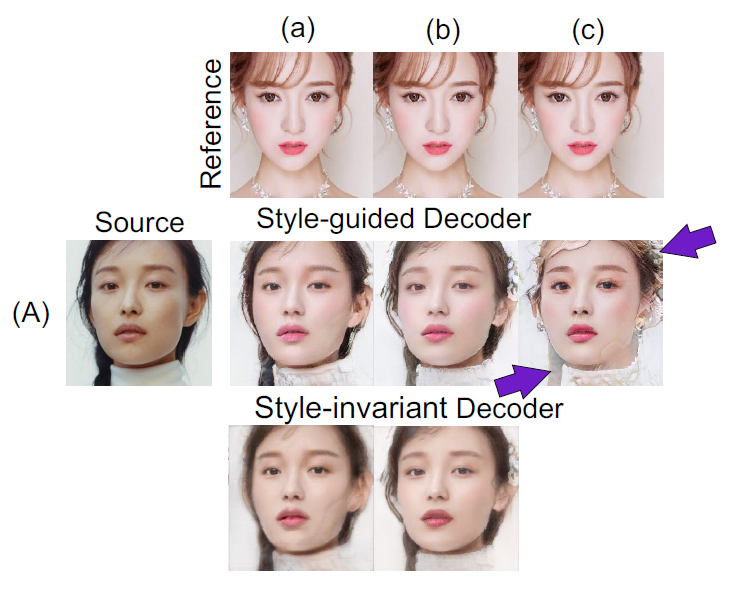 (a) (b) (c)
Reference
Source
Style-guided Decoder
(A)
Style-invariant Decoder